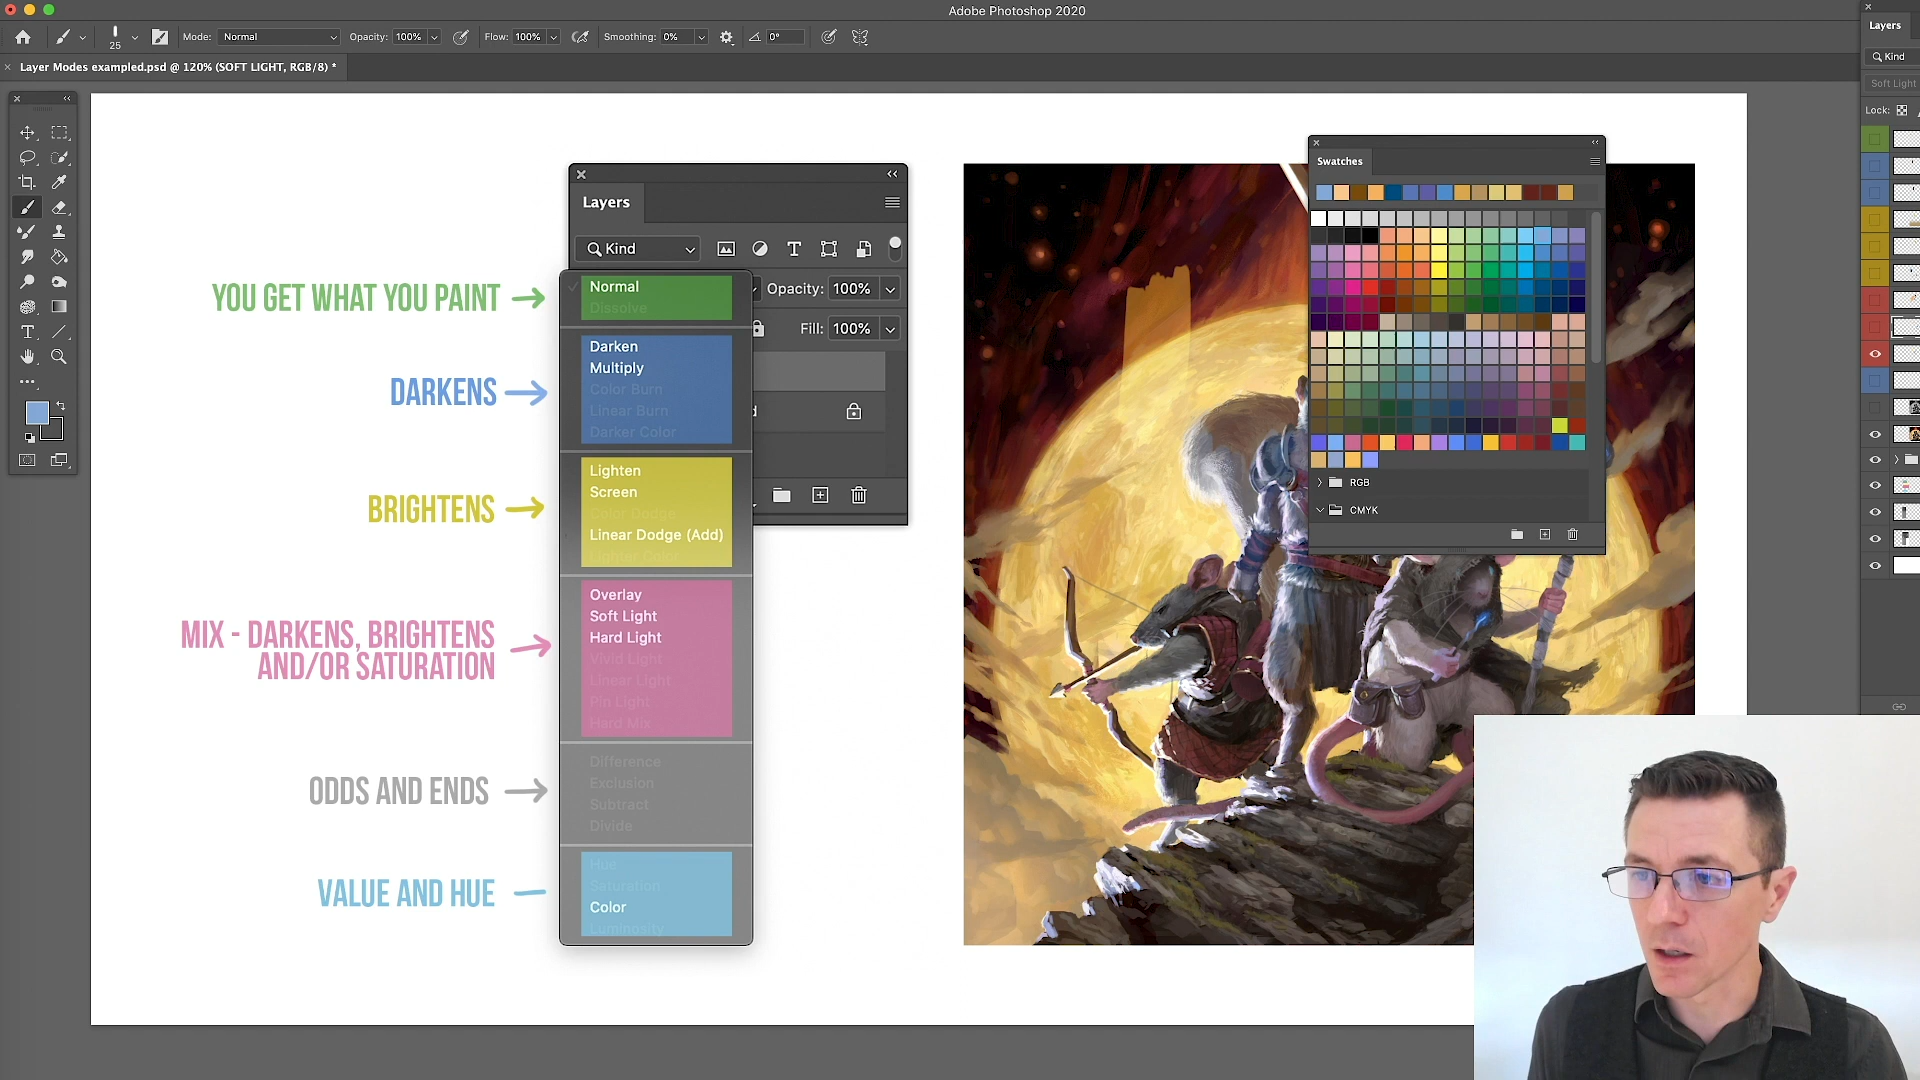 Adobe Photoshop 2020
25
Mode: Normal
Opacity: 100%
Flow: 100%
Smoothing: 0%
0°
Layer Modes exampled.psd @ 120% (SOFT LIGHT, RGB/8) *
Layers
Kind
Soft Light
Lock:
Swatches
RGB
CMYK
Layers
Kind
Opacity: 100%
Fill: 100%
YOU GET WHAT YOU PAINT
Normal
Dissolve
DARKENS
Darken
Multiply
Color Burn
Linear Burn
Darker Color
BRIGHTENS
Lighten
Screen
Color Dodge
Linear Dodge (Add)
Lighter Color
MIX - DARKENS, BRIGHTENS
AND/OR SATURATION
Overlay
Soft Light
Hard Light
Vivid Light
Linear Light
Pin Light
Hard Mix
ODDS AND ENDS
Difference
Exclusion
Subtract
Divide
VALUE AND HUE
Hue
Saturation
Color
Luminosity